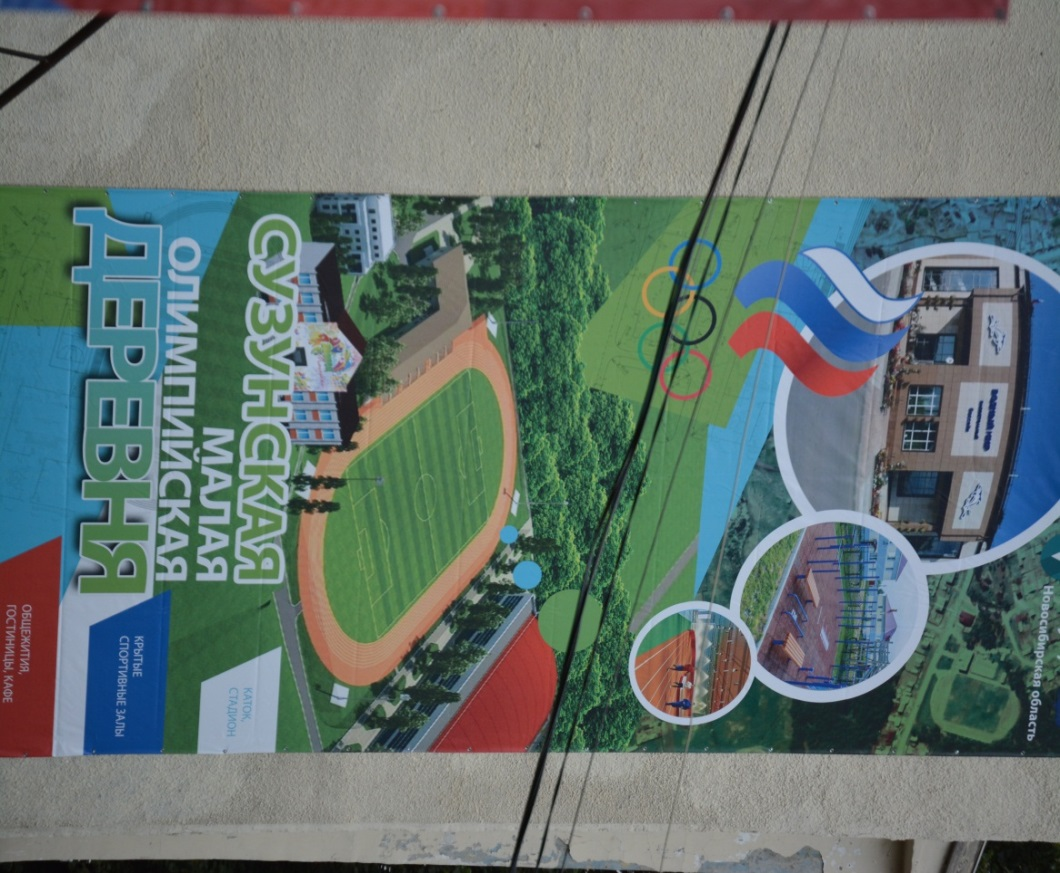 Новосибирская область
СУЗУНСКАЯ
МАЛАЯ
ОЛИМПИЙСКАЯ
ДЕРЕВНЯ
КАТОК,
СТАДИОН
КРЫТЫЕ
СПОРТИВНЫЕ ЗАЛЫ
ОБЩЕЖИТИЯ,
ГОСТИНИЦЫ, КАФЕ